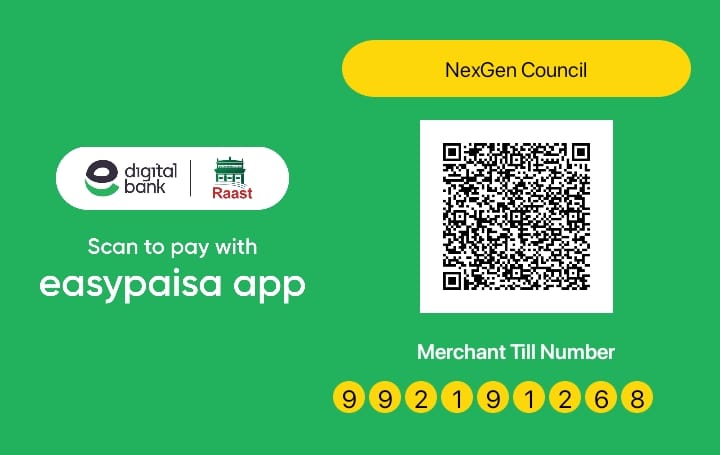 NexGen Council
digital
bank
Raast
Scan to pay with
easypaisa app
Merchant Till Number
992191268